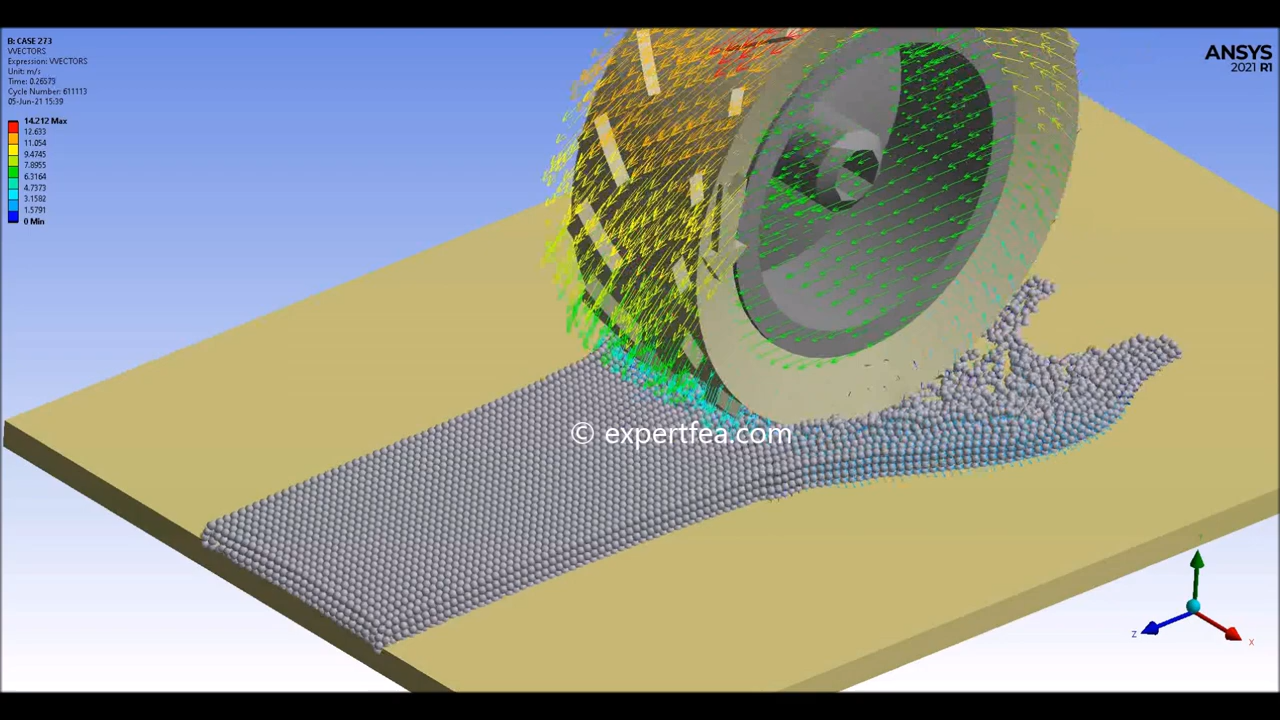 B: CASE 273
VVECTORS
Expression: VVECTORS
Unit: m/s
Time: 0.26573
Cycle Number: 611113
05-Jun-21 15:39
14.212 Max
12.633
11.054
9.4745
7.8955
6.3164
4.7373
3.1582
1.5791
0 Min
ANSYS
2021 R1
© expertfea.com
Y
Z
X